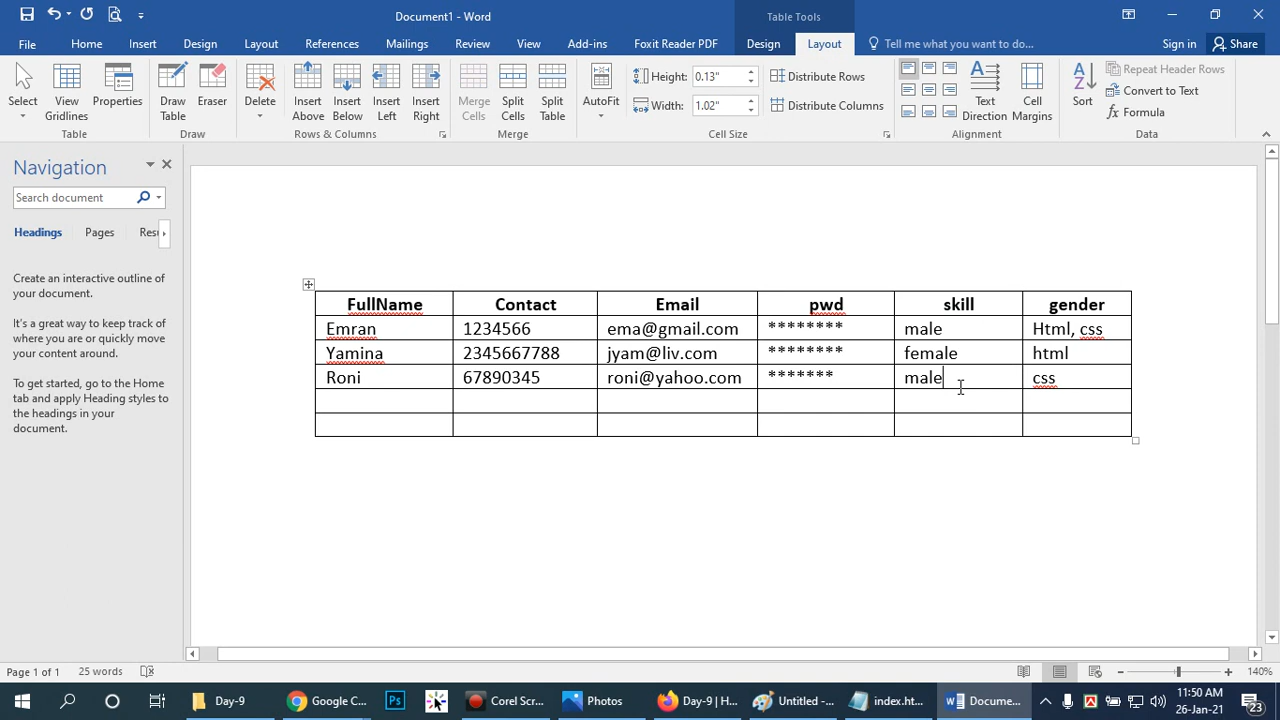 Document1 - Word
Table Tools
File Home Insert Design Layout References Mailings Review View Add-ins Foxit Reader PDF Design Layout Tell me what you want to do... Sign in Share
Select View Gridlines Properties Draw Table Eraser Delete Insert Above Insert Below Insert Left Insert Right Merge Cells Split Cells Split Table AutoFit Height: 0.13" Distribute Rows Text Direction Cell Margins Sort Repeat Header Rows
Width: 1.02" Distribute Columns Convert to Text
Formula
Table Draw Rows & Columns Merge Cell Size Alignment Data
Navigation
Search document
Headings Pages
Create an interactive outline of
your document.
It's a great way to keep track of
where you are or quickly move
your content around.
To get started, go to the Home
tab and apply Heading styles to
the headings in your
document.
FullName Contact Email pwd skill gender
Emran 1234566 ema@gmail.com ******** male Html, css
Yamina 2345667788 jyam@liv.com ******** female html
Roni 67890345 roni@yahoo.com ******* male css
Page 1 of 1 25 words 140%
Day-9 Google C... Ps Corel Scr... Photos Day-9 | H... Untitled -... index.ht... Docume... 11:50 AM
26-Jan-21 23